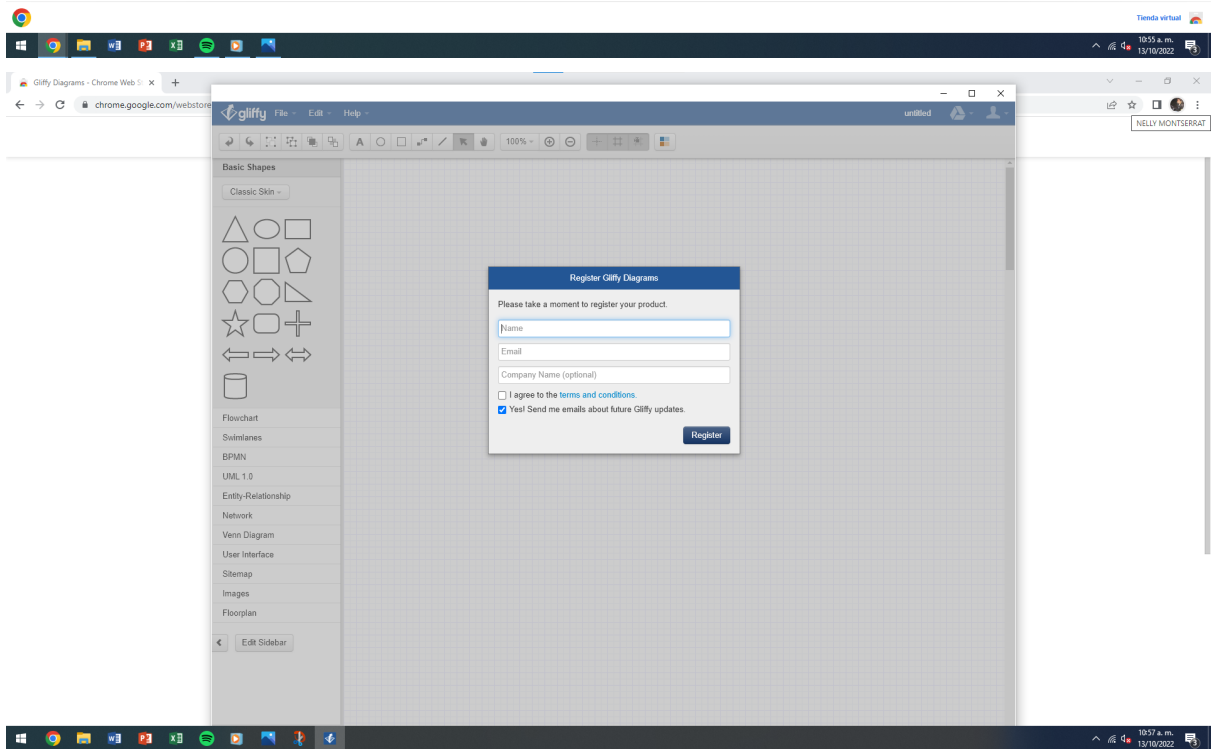 Tienda virtual
10:55 a. m.
13/10/2022
3
Gliffy Diagrams - Chrome Web
chrome.google.com/webstore
NELLY MONTSERRAT
gliffy File Edit Help untitled
A 100%
Basic Shapes
Classic Skin
Register Gliffy Diagrams
Please take a moment to register your product.
Name
Email
Company Name (optional)
I agree to the terms and conditions.
Yes! Send me emails about future Gliffy updates.
Register
Flowchart
Swimlanes
BPMN
UML 1.0
Entity-Relationship
Network
Venn Diagram
User Interface
Sitemap
Images
Floorplan
Edit Sidebar
10:57 a. m.
13/10/2022
3